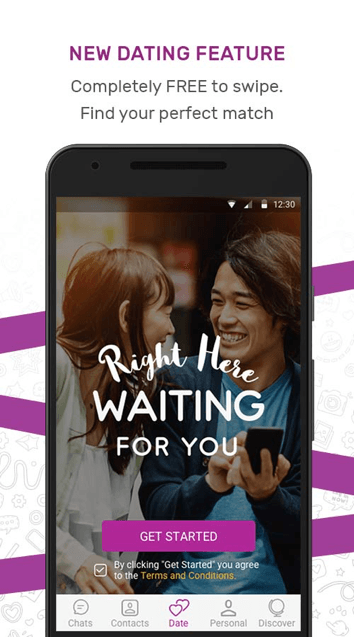 NEW DATING FEATURE
Completely FREE to swipe.
Find your perfect match
12:30
Right Here
WAITING
FOR YOU
GET STARTED
By clicking "Get Started" you agree
to the Terms and Conditions.
Chats Contacts Date Personal Discover